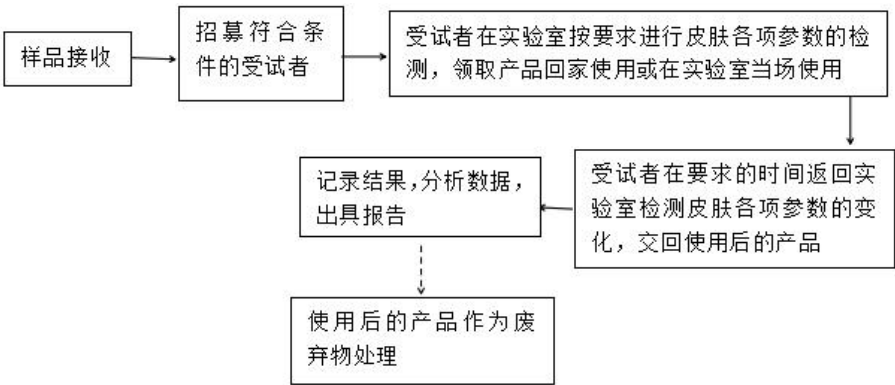 样品接收
招募符合条
件的受试者
受试者在实验室按要求进行皮肤各项参数的检
测，领取产品回家使用或在实验室当场使用
受试者在要求的时间返回实
验室检测皮肤各项参数的变
化，交回使用后的产品
记录结果，分析数据，
出具报告
使用后的产品作为废
弃物处理